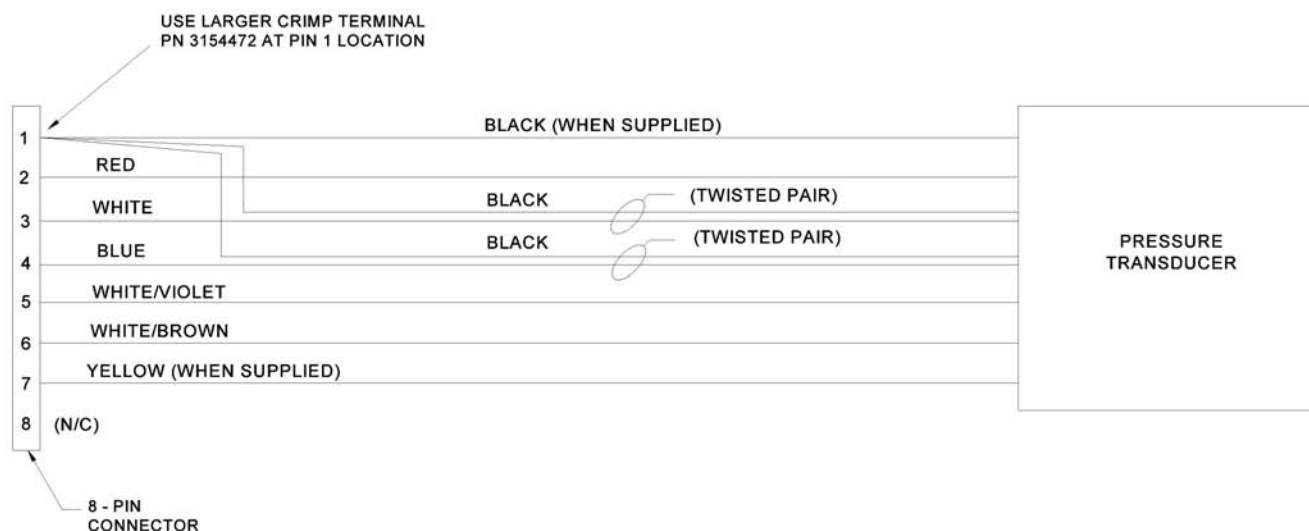 USE LARGER CRIMP TERMINAL
PN 3154472 AT PIN 1 LOCATION
1
BLACK (WHEN SUPPLIED)
RED
2
WHITE
BLACK
(TWISTED PAIR)
3
BLUE
BLACK
(TWISTED PAIR)
4
PRESSURE
TRANSDUCER
WHITE/VIOLET
5
WHITE/BROWN
6
YELLOW (WHEN SUPPLIED)
7
8 (N/C)
8 - PIN
CONNECTOR